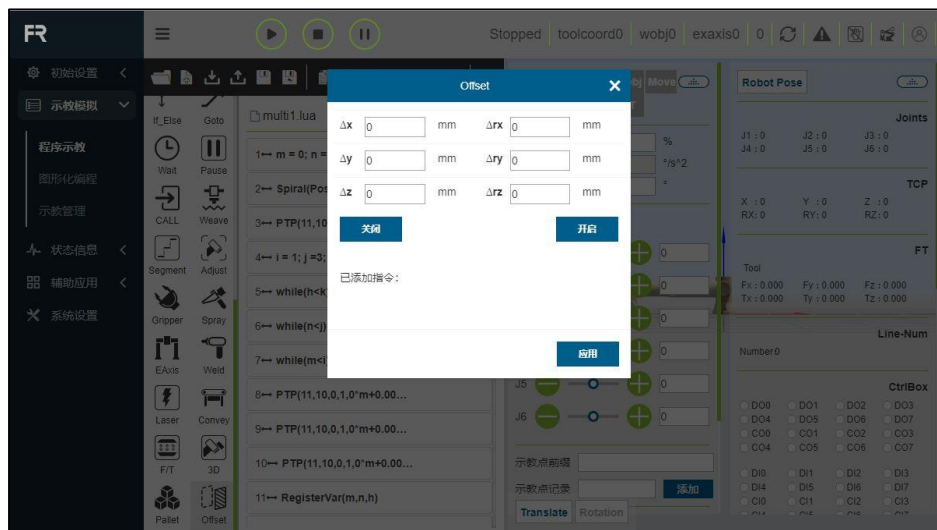 FR
Stopped toolcoord0 wobj0 exaxis0 0
初始设置
示教模拟
程序示教
图形化编程
示教管理
状态信息
辅助应用
系统设置
If_Else Goto
Wait Pause
CALL Weave
Segment Adjust
Gripper Spray
EAxis Weld
Laser Convey
F/T 3D
Pallet Offset
multi1.lua
1↔ m = 0; n =
2↔ Spiral(Pos
3↔ PTP(11,10
4↔ i = 1; j =3;
5↔ while(h<k
6↔ while(n<j)
7↔ while(m<i
8↔ PTP(11,10,0,1,0*m+0.00...
9↔ PTP(11,10,0,1,0*m+0.00...
10↔ PTP(11,10,0,1,0*m+0.00...
11↔ RegisterVar(m,n,h)
Offset
Δx 0 mm Δrx 0 mm
Δy 0 mm Δry 0 mm
Δz 0 mm Δrz 0 mm
关闭 开启
已添加指令:
应用
Move
%
°/s^2
°
0
0
0
0
J5 0
J6 0
示教点前缀
示教点记录 添加
Translate Rotation
Robot Pose
Joints
J1 : 0 J2 : 0 J3 : 0
J4 : 0 J5 : 0 J6 : 0
TCP
X : 0 Y : 0 Z : 0
RX: 0 RY: 0 RZ: 0
FT
Tool
Fx : 0.000 Fy : 0.000 Fz : 0.000
Tx : 0.000 Ty : 0.000 Tz : 0.000
Line-Num
Number:0
CtrlBox
DO0 DO1 DO2 DO3
DO4 DO5 DO6 DO7
CO0 CO1 CO2 CO3
CO4 CO5 CO6 CO7
DI0 DI1 DI2 DI3
DI4 DI5 DI6 DI7
CI0 CI1 CI2 CI3